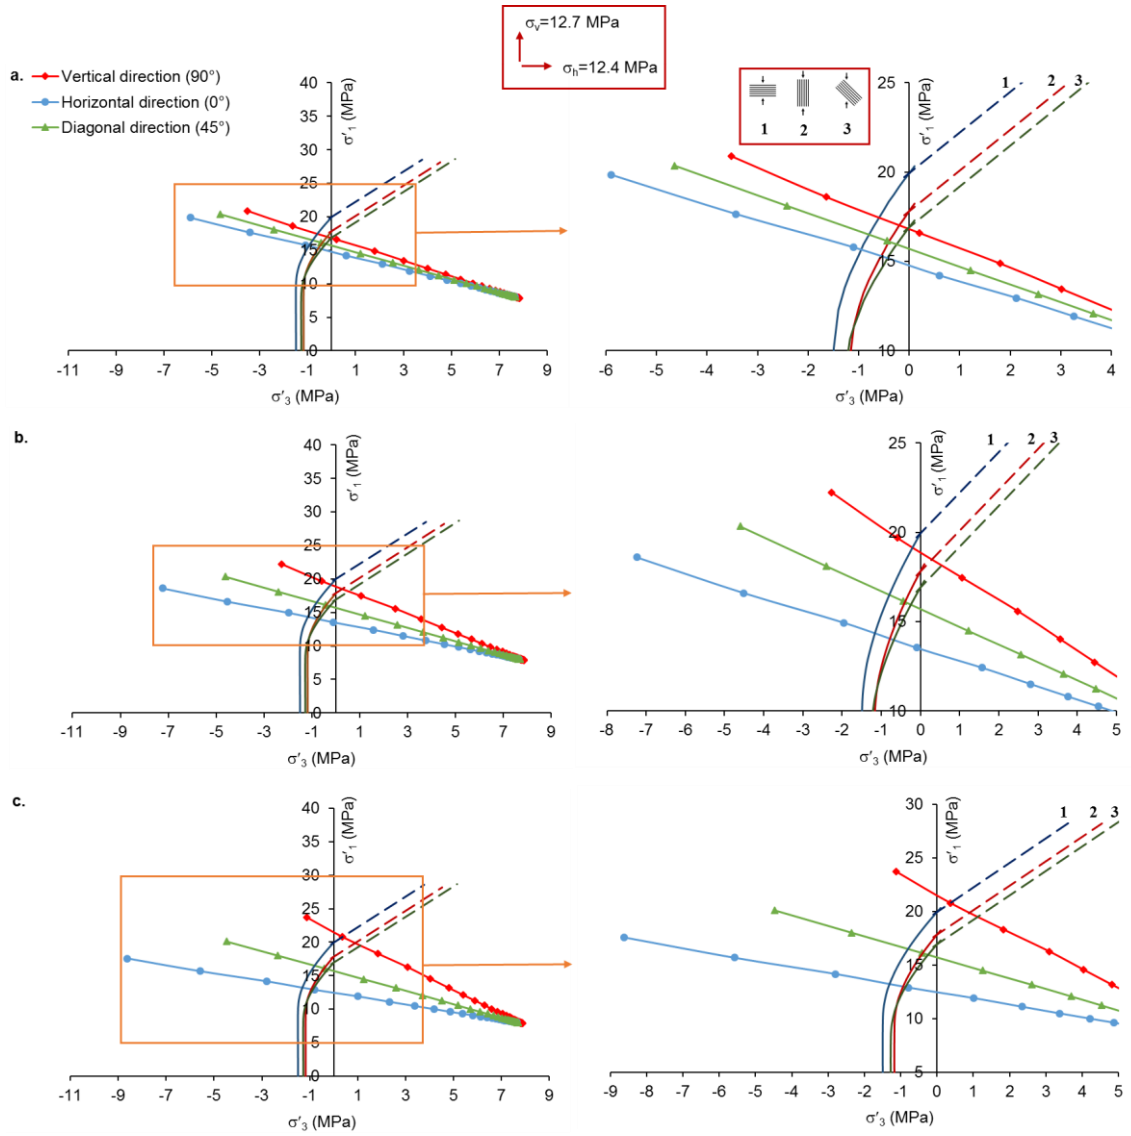 σv=12.7 MPa
σh=12.4 MPa
a.
Vertical direction (90°)
Horizontal direction (0°)
Diagonal direction (45°)
40
35
30
25
20
15
10
5
0
σ′1 (MPa)
-11 -9 -7 -5 -3 -1 1 3 5 7 9
σ′3 (MPa)
1 2 3
1 2 3
25
20
15
10
σ′1 (MPa)
-6 -5 -4 -3 -2 -1 0 1 2 3 4
σ′3 (MPa)
b.
40
35
30
25
20
15
10
5
0
σ′1 (MPa)
-11 -9 -7 -5 -3 -1 1 3 5 7 9
σ′3 (MPa)
1 2 3
25
20
15
10
σ′1 (MPa)
-8 -7 -6 -5 -4 -3 -2 -1 0 1 2 3 4 5
σ′3 (MPa)
c.
40
35
30
25
20
15
10
5
0
σ′1 (MPa)
-11 -9 -7 -5 -3 -1 1 3 5 7 9
σ′3 (MPa)
1 2 3
30
25
20
15
10
5
σ′1 (MPa)
-9 -8 -7 -6 -5 -4 -3 -2 -1 0 1 2 3 4 5
σ′3 (MPa)